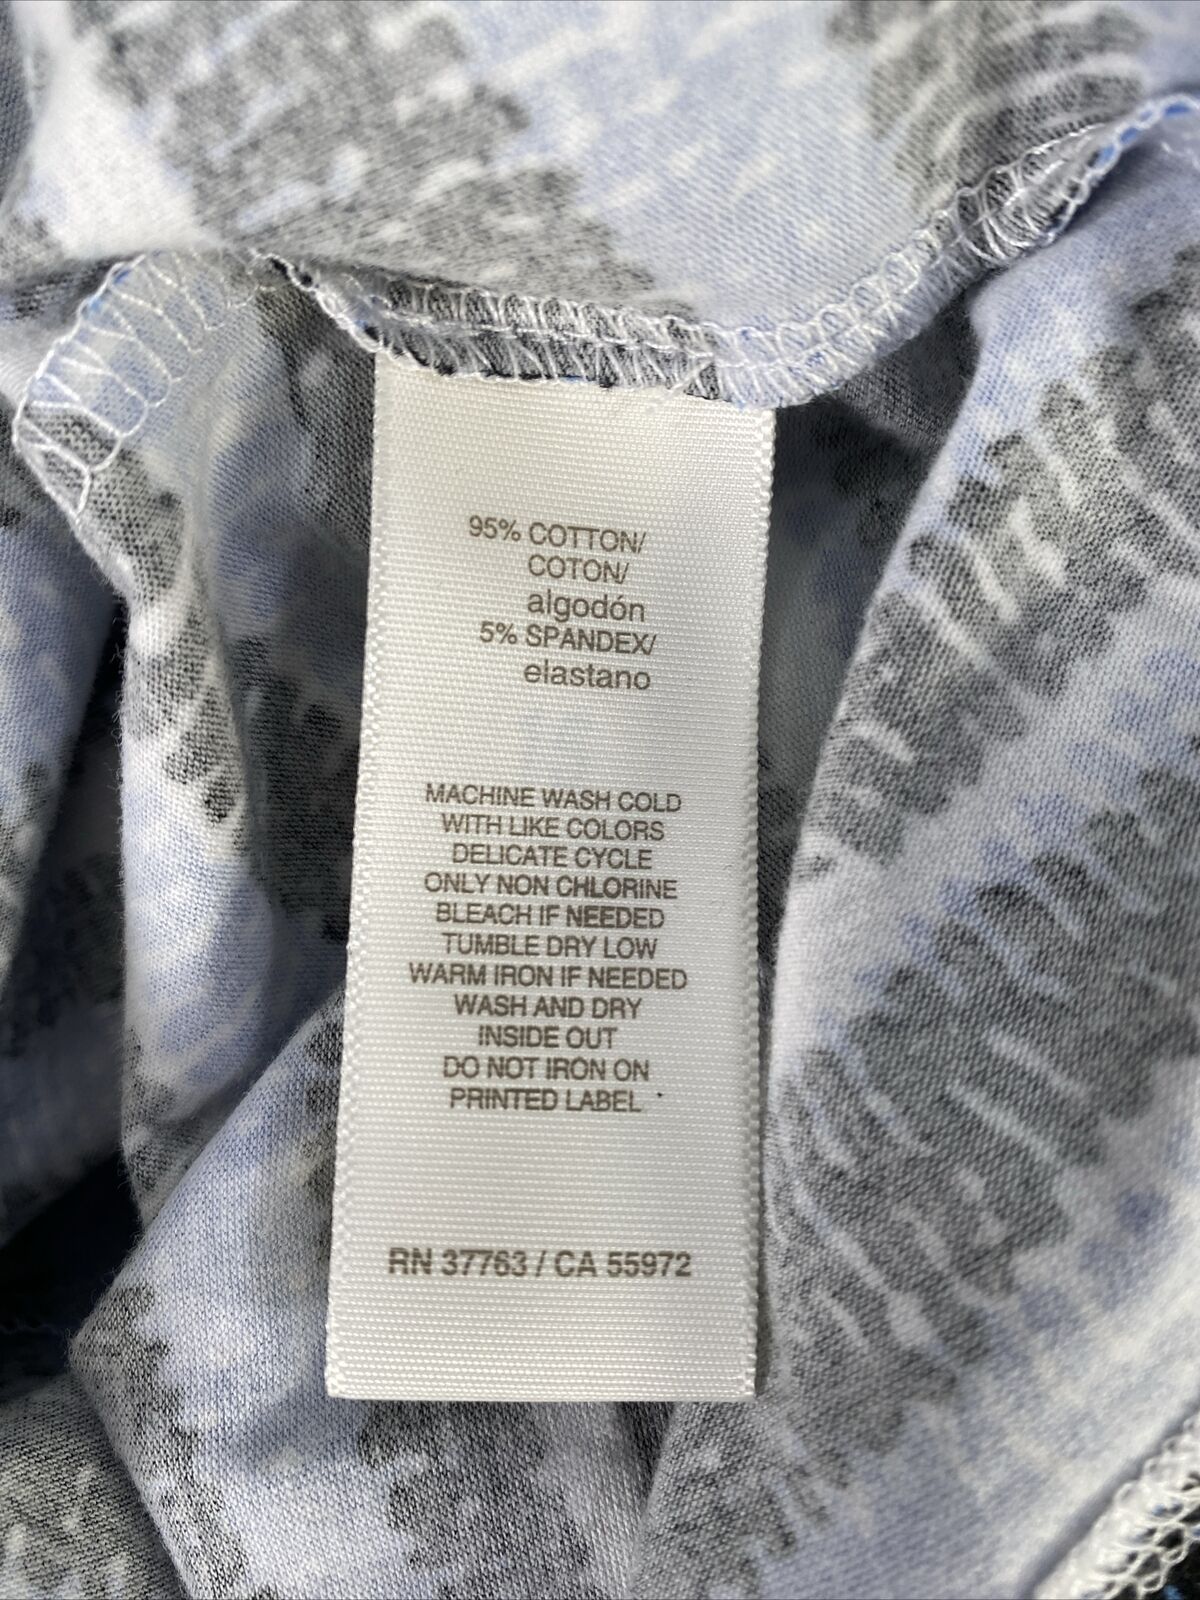 95% COTTON/
COTON/
algodón
5% SPANDEX/
elastano
MACHINE WASH COLD
WITH LIKE COLORS
DELICATE CYCLE
ONLY NON CHLORINE
BLEACH IF NEEDED
TUMBLE DRY LOW
WARM IRON IF NEEDED
WASH AND DRY
INSIDE OUT
DO NOT IRON ON
PRINTED LABEL
RN 37763 / CA 55972